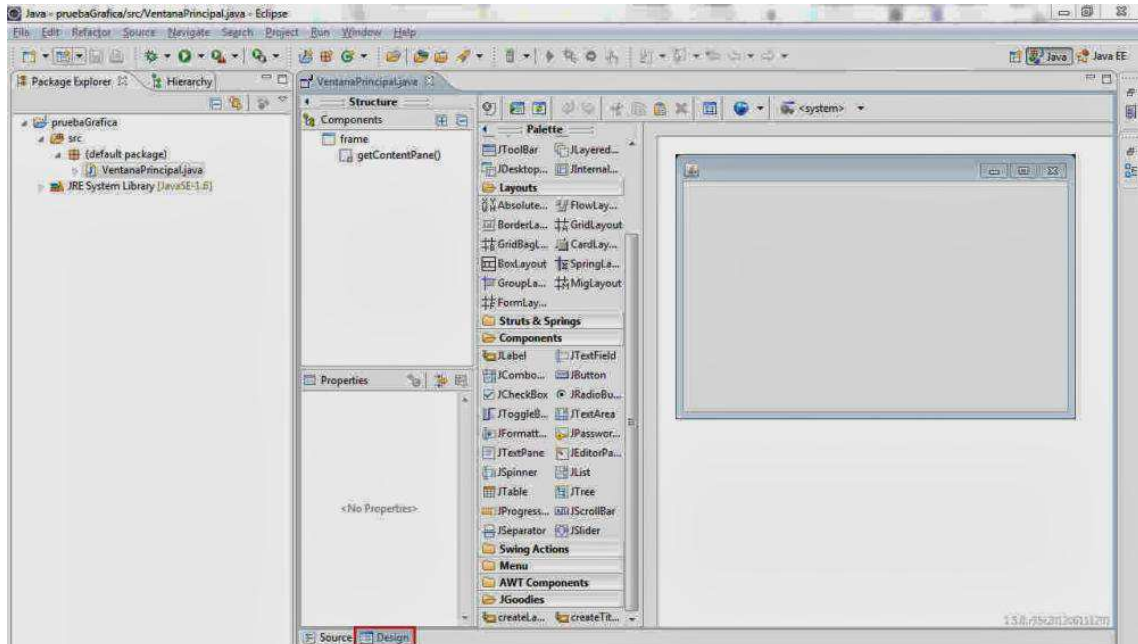 Java - pruebaGrafica/src/VentanaPrincipal.java - Eclipse
File Edit Refactor Source Navigate Search Project Run Window Help
Java Java EE
Package Explorer Hierarchy
pruebaGrafica
src
(default package)
VentanaPrincipal.java
JRE System Library [JavaSE-1.6]
VentanaPrincipal.java
Structure
Components
frame
getContentPane()
Properties
<No Properties>
<system>
Palette
JToolBar JLayered...
JDesktop... JInternal...
Layouts
Absolute... FlowLay...
BorderLa... GridLayout
GridBagL... CardLay...
BoxLayout SpringLa...
GroupLa... MigLayout
FormLay...
Struts & Springs
Components
JLabel JTextField
JCombo... JButton
JCheckBox JRadioBu...
JToggleB... JTextArea
JFormatt... JPasswor...
JTextPane JEditorPa...
JSpinner JList
JTable JTree
JProgress... JScrollBar
JSeparator JSlider
Swing Actions
Menu
AWT Components
JGoodies
createLa... createTit...
Source Design